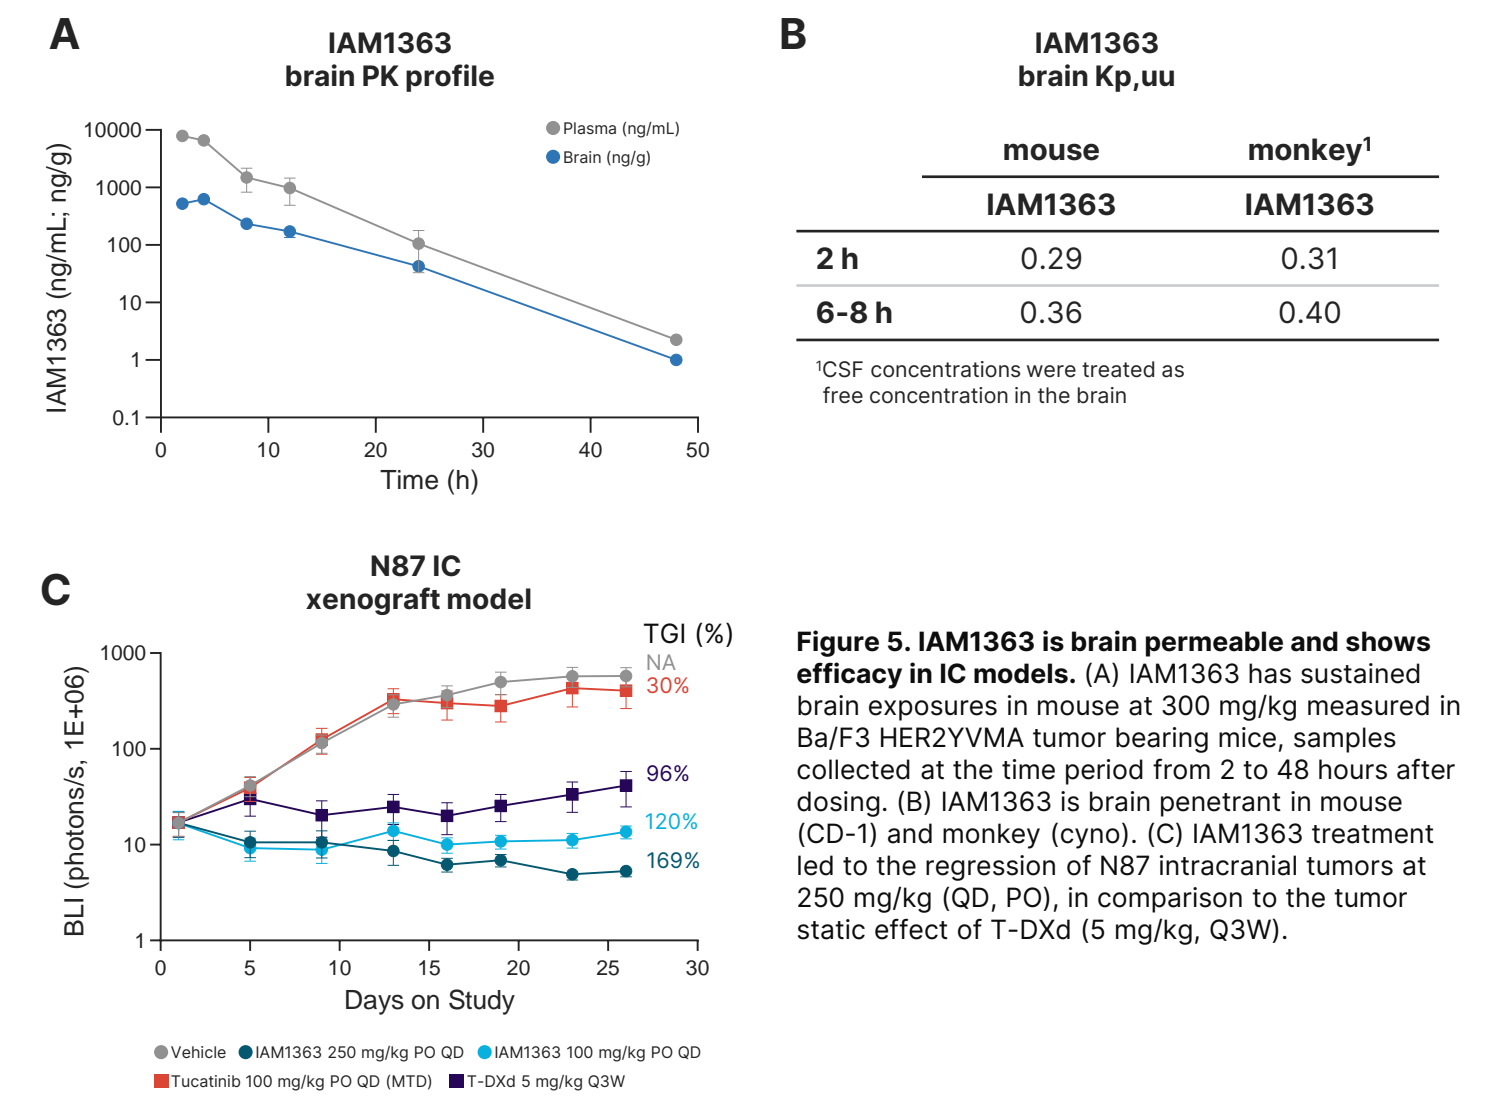 A
IAM1363
brain PK profile
10000
1000
100
10
1
0.1
IAM1363 (ng/mL; ng/g)
0
10
20
30
40
50
Time (h)
Plasma (ng/mL)
Brain (ng/g)
B
IAM1363
brain Kp,uu
mouse monkey¹
IAM1363 IAM1363
2 h 0.29 0.31
6-8 h 0.36 0.40
¹CSF concentrations were treated as
free concentration in the brain
C
N87 IC
xenograft model
TGI (%)
NA
30%
96%
120%
169%
1000
100
10
1
BLI (photons/s, 1E+06)
0
5
10
15
20
25
30
Days on Study
Vehicle IAM1363 250 mg/kg PO QD IAM1363 100 mg/kg PO QD
Tucatinib 100 mg/kg PO QD (MTD) T-DXd 5 mg/kg Q3W
Figure 5. IAM1363 is brain permeable and shows
efficacy in IC models. (A) IAM1363 has sustained
brain exposures in mouse at 300 mg/kg measured in
Ba/F3 HER2YVMA tumor bearing mice, samples
collected at the time period from 2 to 48 hours after
dosing. (B) IAM1363 is brain penetrant in mouse
(CD-1) and monkey (cyno). (C) IAM1363 treatment
led to the regression of N87 intracranial tumors at
250 mg/kg (QD, PO), in comparison to the tumor
static effect of T-DXd (5 mg/kg, Q3W).